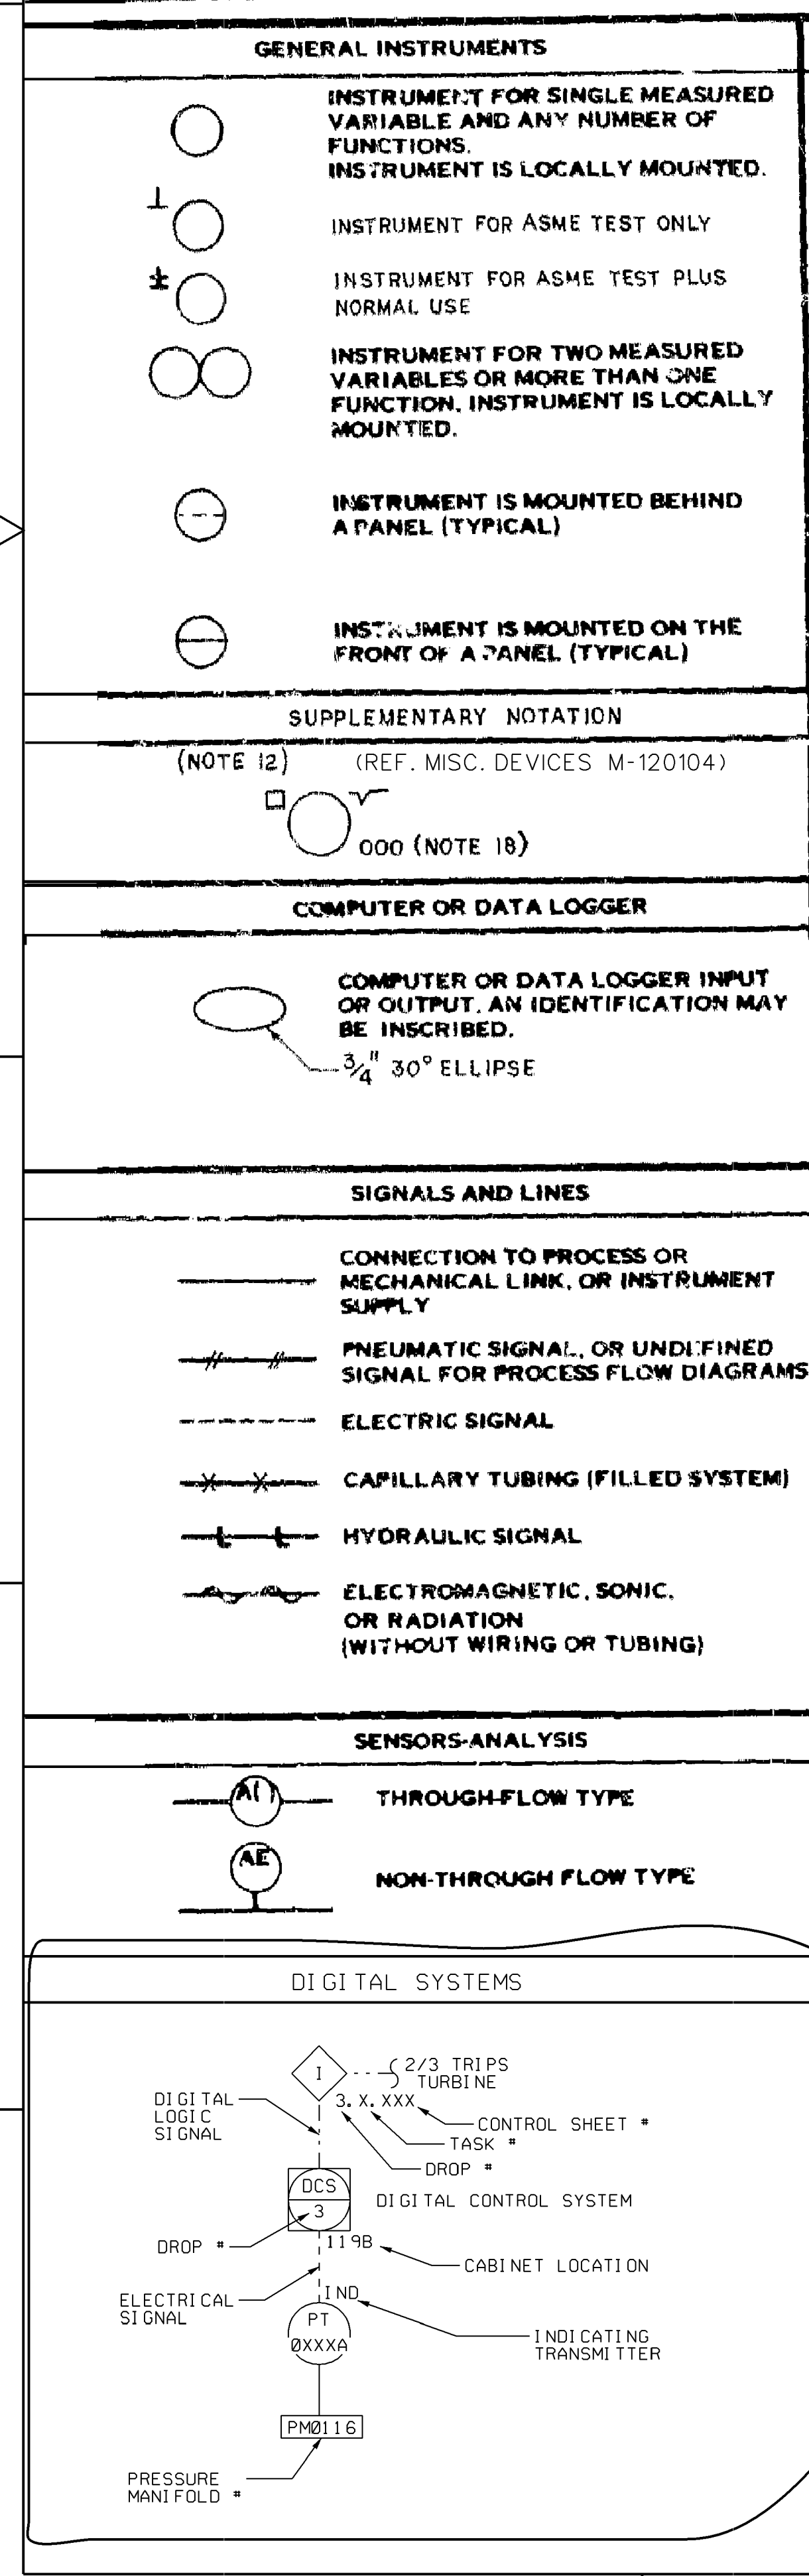 GENERAL INSTRUMENTS
INSTRUMENT FOR SINGLE MEASURED
VARIABLE AND ANY NUMBER OF
FUNCTIONS.
INSTRUMENT IS LOCALLY MOUNTED.
INSTRUMENT FOR ASME TEST ONLY
INSTRUMENT FOR ASME TEST PLUS
NORMAL USE
INSTRUMENT FOR TWO MEASURED
VARIABLES OR MORE THAN ONE
FUNCTION. INSTRUMENT IS LOCALLY
MOUNTED.
INSTRUMENT IS MOUNTED BEHIND
A PANEL (TYPICAL)
INSTRUMENT IS MOUNTED ON THE
FRONT OF A PANEL (TYPICAL)
SUPPLEMENTARY NOTATION
(NOTE 12) (REF. MISC. DEVICES M-120104)
000 (NOTE 18)
COMPUTER OR DATA LOGGER
COMPUTER OR DATA LOGGER INPUT
OR OUTPUT. AN IDENTIFICATION MAY
BE INSCRIBED.
3/4" 30° ELLIPSE
SIGNALS AND LINES
CONNECTION TO PROCESS OR
MECHANICAL LINK, OR INSTRUMENT
SUPPLY
PNEUMATIC SIGNAL, OR UNDEFINED
SIGNAL FOR PROCESS FLOW DIAGRAMS
ELECTRIC SIGNAL
CAPILLARY TUBING (FILLED SYSTEM)
HYDRAULIC SIGNAL
ELECTROMAGNETIC, SONIC,
OR RADIATION
(WITHOUT WIRING OR TUBING)
SENSORS-ANALYSIS
THROUGH-FLOW TYPE
AE
NON-THROUGH FLOW TYPE
DIGITAL SYSTEMS
I
2/3 TRIPS
TURBINE
3.X.XXX
DIGITAL
LOGIC
SIGNAL
CONTROL SHEET #
TASK #
DROP #
DCS
3
DIGITAL CONTROL SYSTEM
DROP #
119B
CABINET LOCATION
ELECTRICAL
SIGNAL
IND
PT
0XXXA
INDICATING
TRANSMITTER
PM0116
PRESSURE
MANIFOLD #